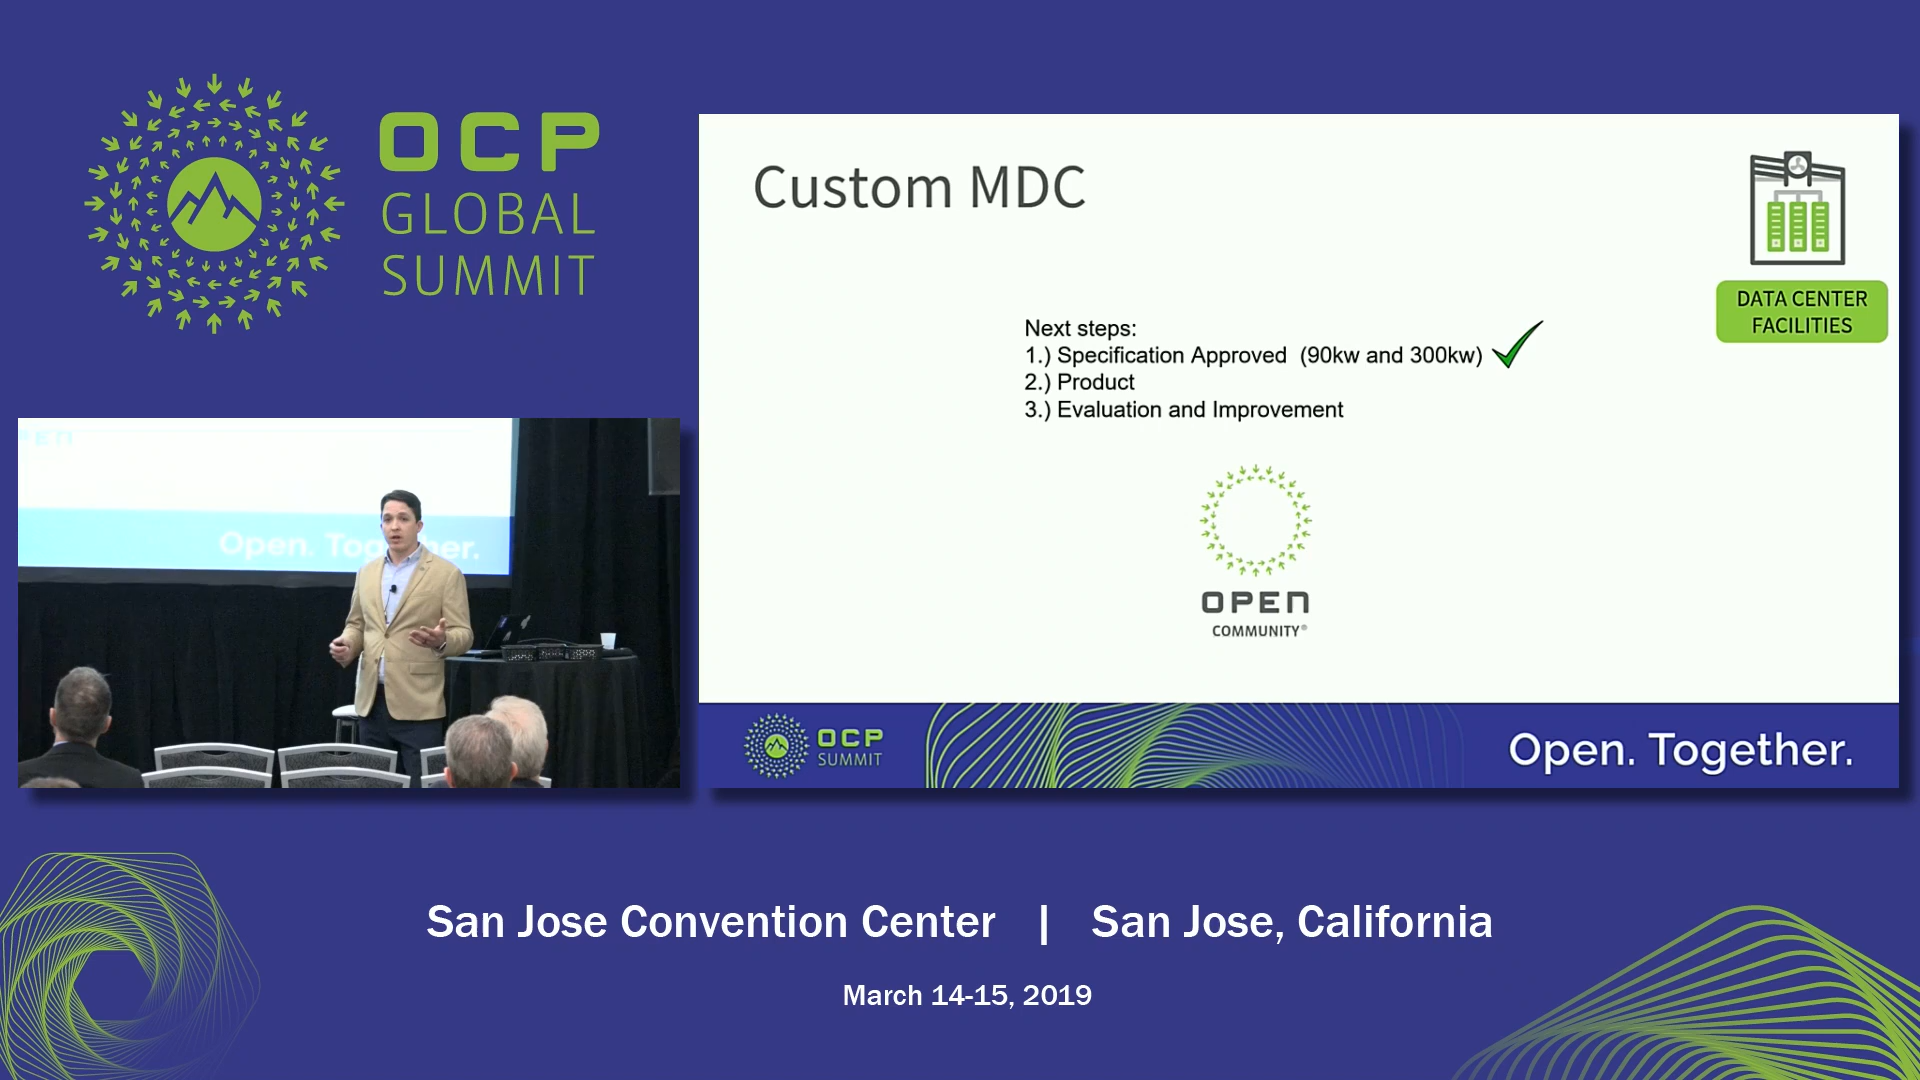 OCP
GLOBAL
SUMMIT
Custom MDC
DATA CENTER
FACILITIES
Next steps:
1.) Specification Approved (90kw and 300kw)
2.) Product
3.) Evaluation and Improvement
OPEN
COMMUNITY®
OCP
SUMMIT
Open. Together.
San Jose Convention Center | San Jose, California
March 14-15, 2019